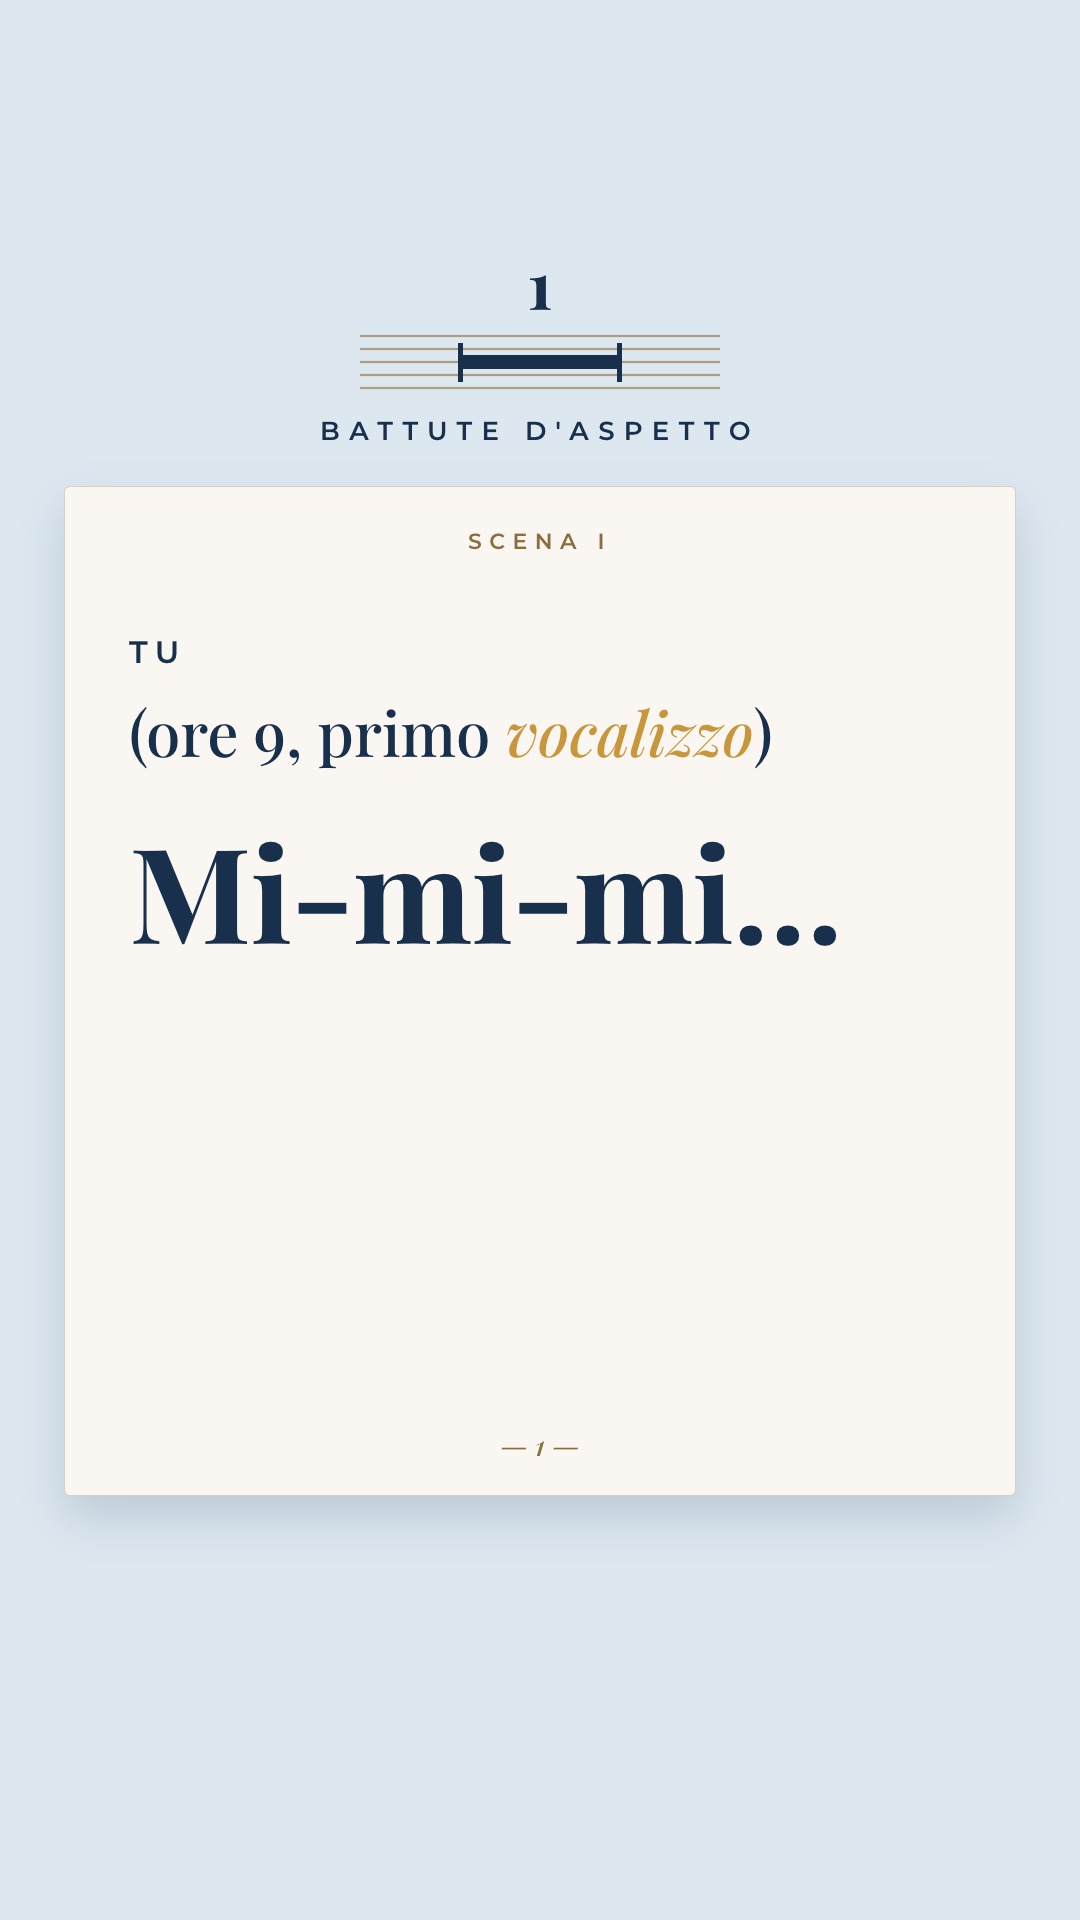 1
BATTUTE D'ASPETTO
SCENA I
TU
(ore 9, primo vocalizzo)
Mi-mi-mi...
— 1 —